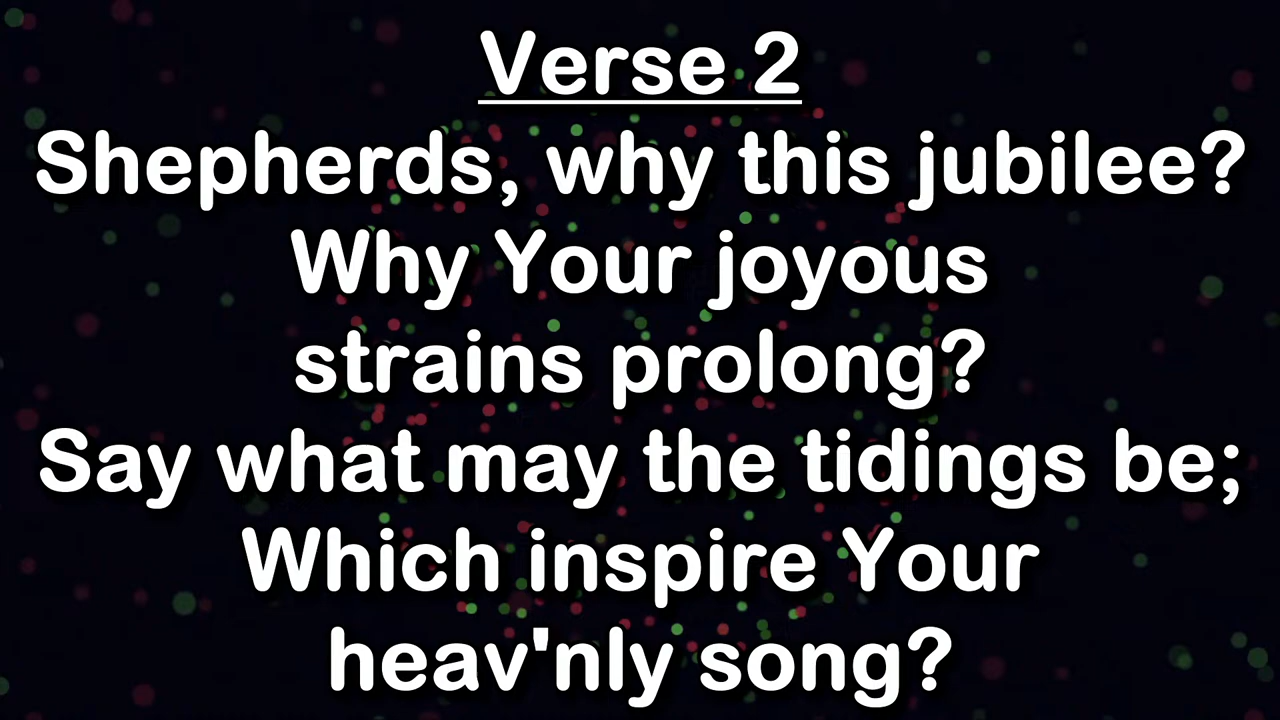 Verse 2
Shepherds, why this jubilee?
Why Your joyous
strains prolong?
Say what may the tidings be;
Which inspire Your
heav'nly song?